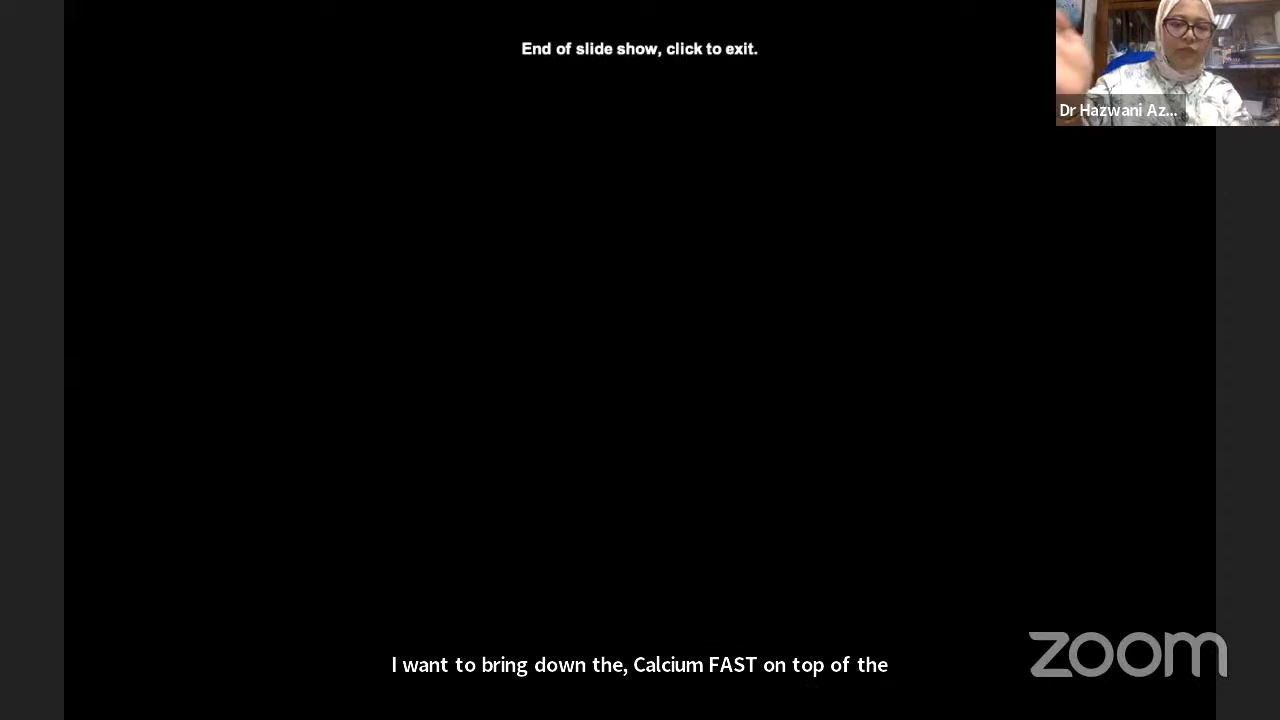 End of slide show, click to exit.
Dr Hazwani Az...
I want to bring down the, Calcium FAST on top of the
zoom